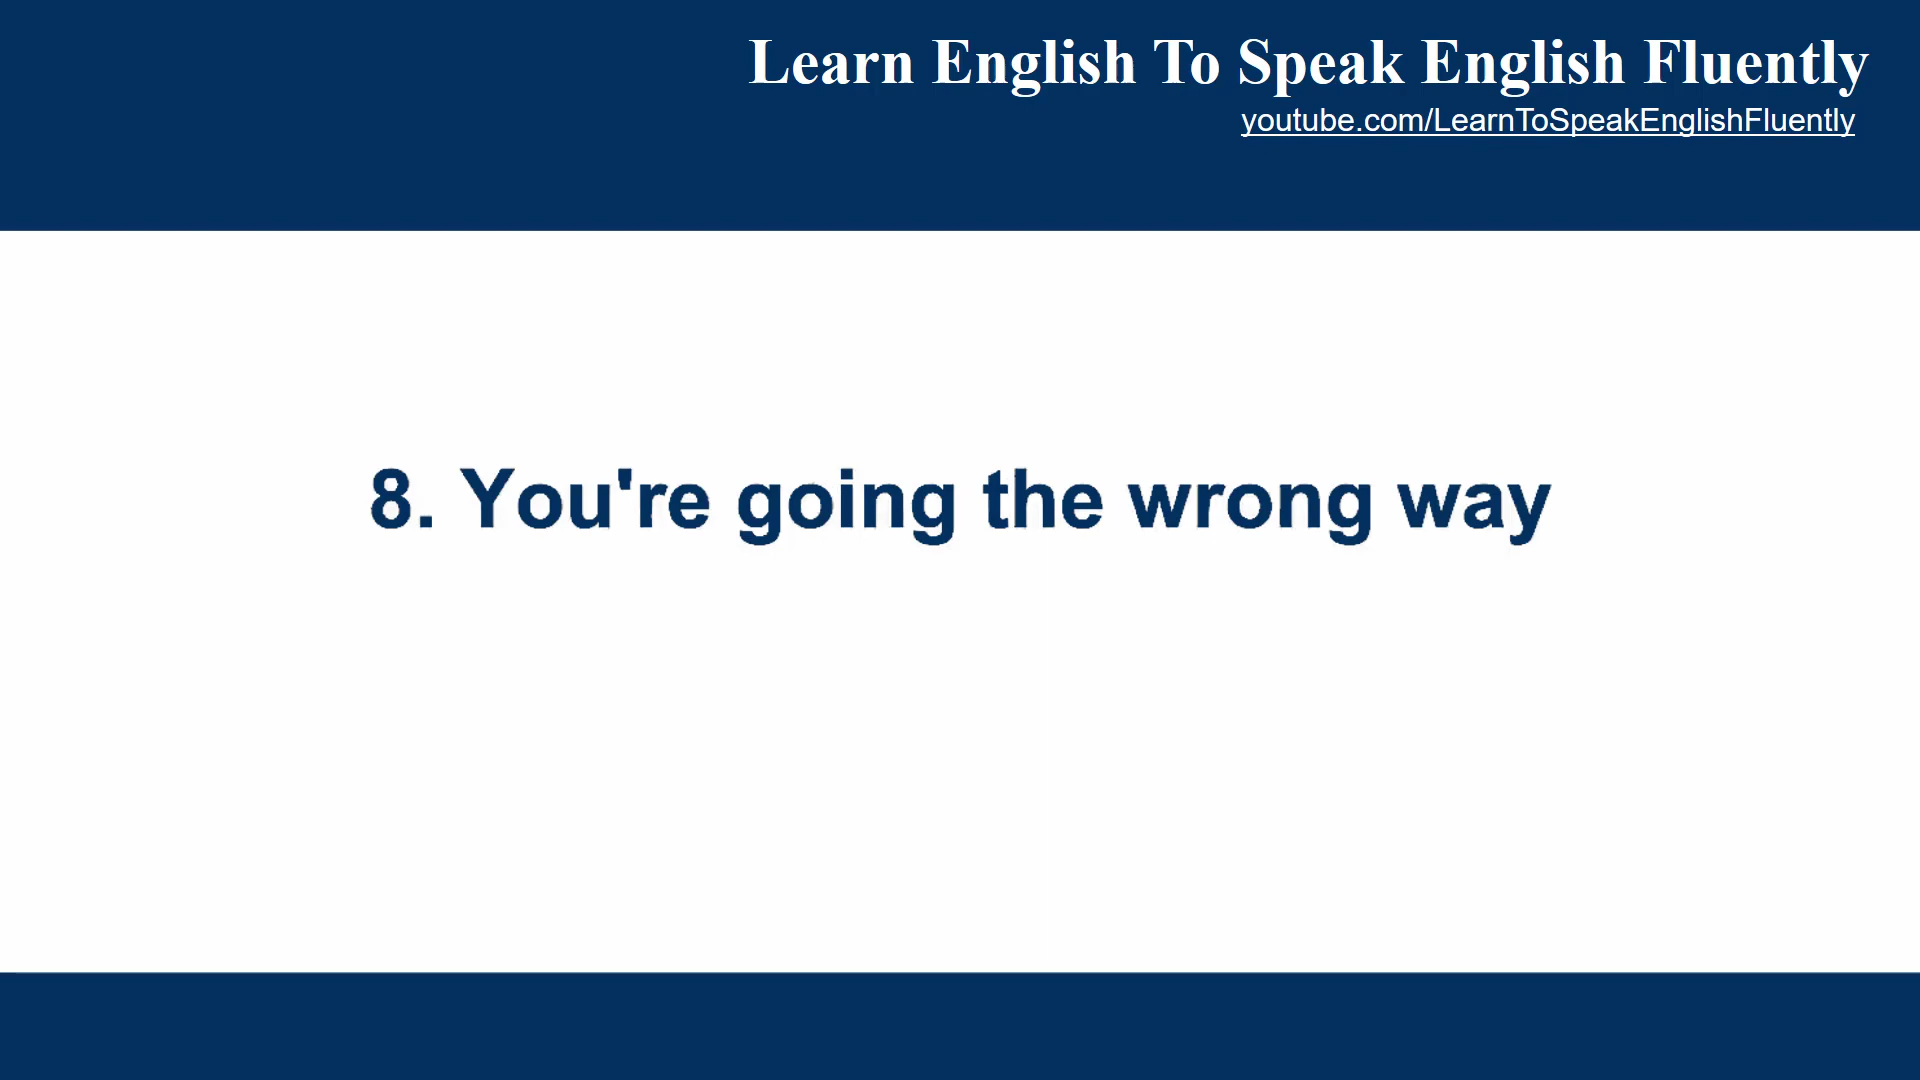 Learn English To Speak English Fluently
youtube.com/LearnToSpeakEnglishFluently
8. You're going the wrong way